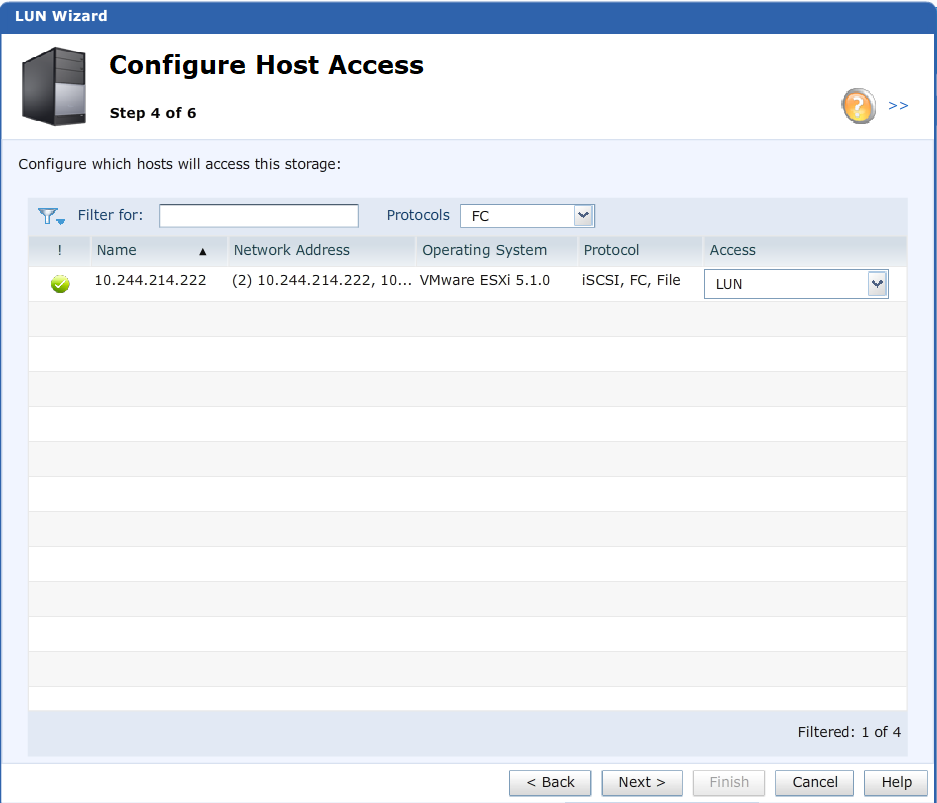 LUN Wizard
Configure Host Access
Step 4 of 6
? >>
Configure which hosts will access this storage:
Filter for: Protocols FC
! Name ▲ Network Address Operating System Protocol Access
10.244.214.222 (2) 10.244.214.222, 10... VMware ESXi 5.1.0 iSCSI, FC, File LUN
Filtered: 1 of 4
< Back Next > Finish Cancel Help